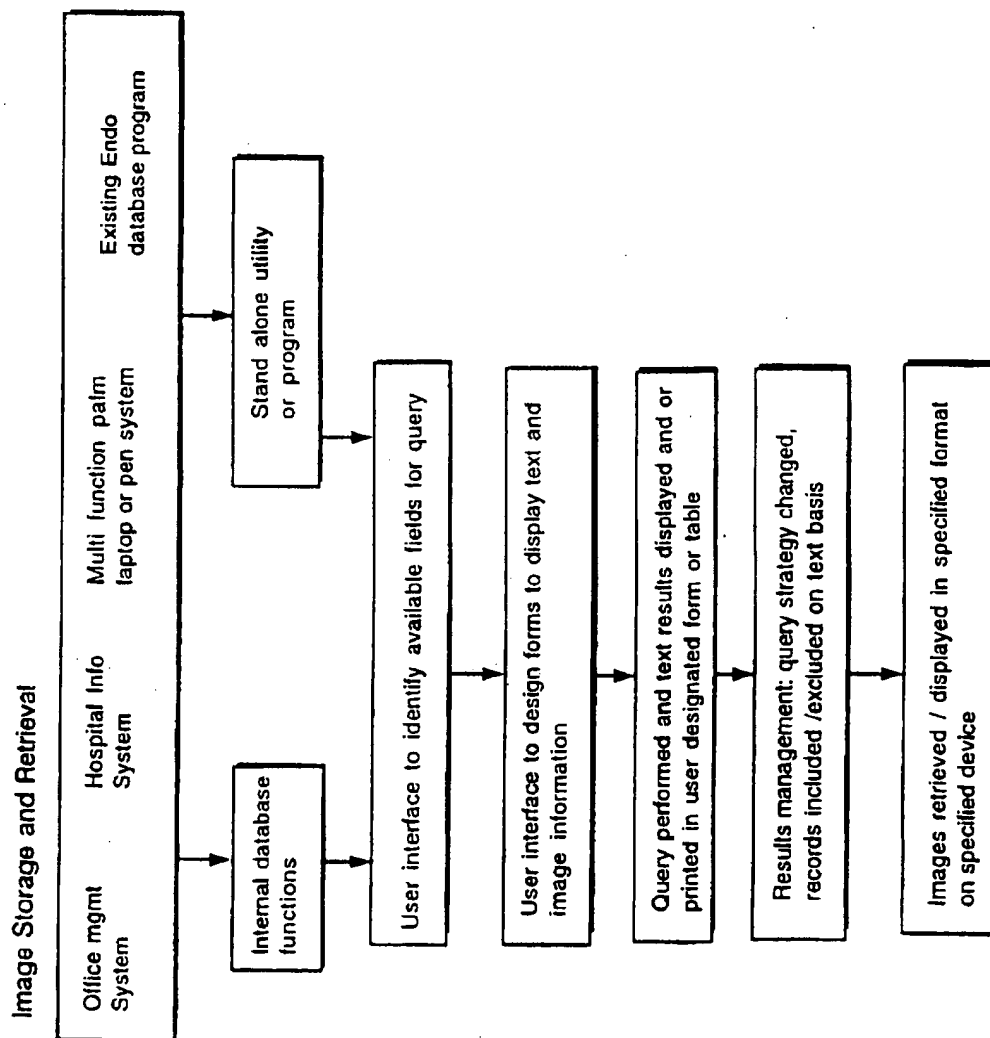 Image Storage and Retrieval
Office mgmt
System
Hospital Info
System
Multi function palm
laptop or pen system
Existing Endo
database program
Internal database
functions
Stand alone utility
or program
User interface to identify available fields for query
User interface to design forms to display text and
image information
Query performed and text results displayed and or
printed in user designated form or table
Results management: query strategy changed,
records included /excluded on text basis
Images retrieved / displayed in specified format
on specified device